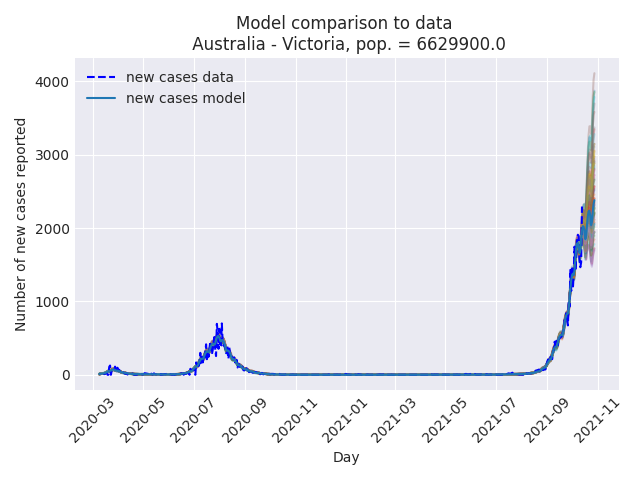 Model comparison to data
Australia - Victoria, pop. = 6629900.0
new cases data
new cases model
4000
3000
2000
1000
0
Number of new cases reported
2020-03
2020-05
2020-07
2020-09
2020-11
2021-01
2021-03
2021-05
2021-07
2021-09
2021-11
Day